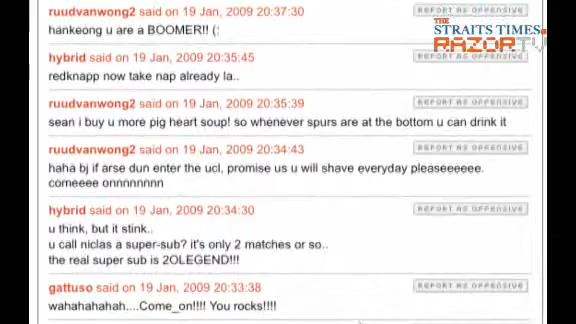 ruudvanwong2 said on 19 Jan, 2009 20:37:30
REPORT AS OFFENSIVE
hankeong u are a BOOMER!! (:
THE
STRAITS TIMES
RAZORTV
hybrid said on 19 Jan, 2009 20:35:45
REPORT AS OFFENSIVE
redknapp now take nap already la..
ruudvanwong2 said on 19 Jan, 2009 20:35:39
REPORT AS OFFENSIVE
sean i buy u more pig heart soup! so whenever spurs are at the bottom u can drink it
ruudvanwong2 said on 19 Jan, 2009 20:34:43
REPORT AS OFFENSIVE
haha bj if arse dun enter the ucl, promise us u will shave everyday pleaseeeeee.
comeeee onnnnnnnn
hybrid said on 19 Jan, 2009 20:34:30
REPORT AS OFFENSIVE
u think, but it stink..
u call niclas a super-sub? it's only 2 matches or so..
the real super sub is 2OLEGEND!!!
gattuso said on 19 Jan, 2009 20:33:38
REPORT AS OFFENSIVE
wahahahahah....Come_on!!!! You rocks!!!!